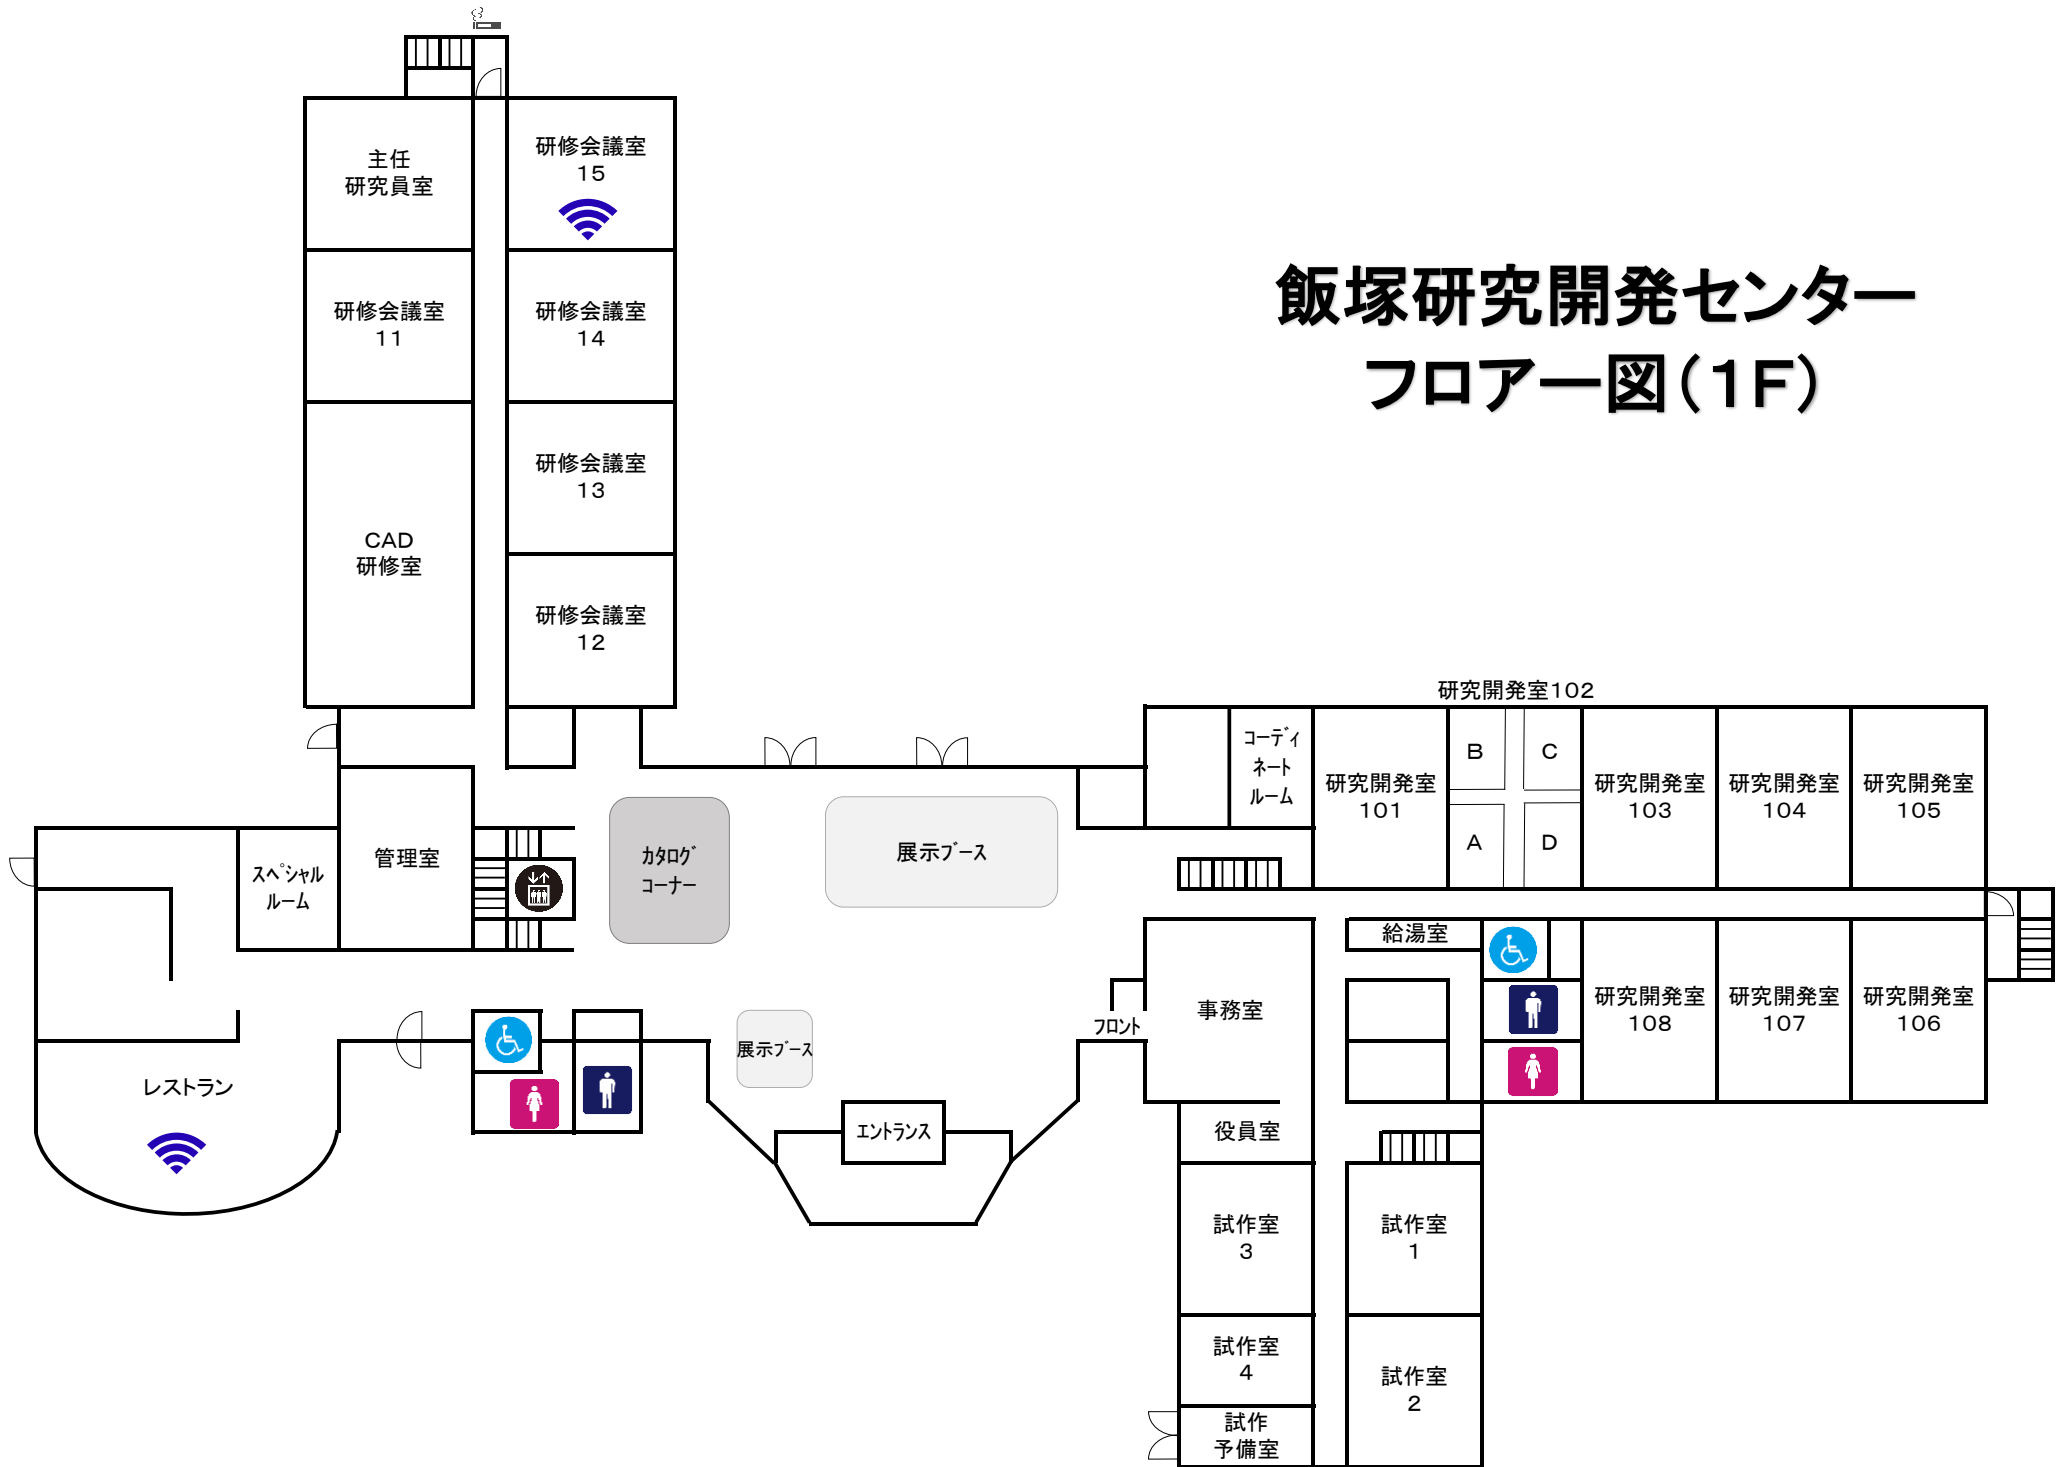 飯塚研究開発センター
フロアー図(1F)
主任
研究員室
研修会議室
15
研修会議室
11
研修会議室
14
研修会議室
13
CAD
研修室
研修会議室
12
研究開発室102
コーディ
ネート
ルーム
研究開発室
101
B
C
A
D
研究開発室
103
研究開発室
104
研究開発室
105
スペシャル
ルーム
管理室
カタログ
コーナー
展示ブース
給湯室
事務室
研究開発室
108
研究開発室
107
研究開発室
106
フロント
展示ブース
レストラン
エントランス
役員室
試作室
3
試作室
1
試作室
4
試作室
2
試作
予備室